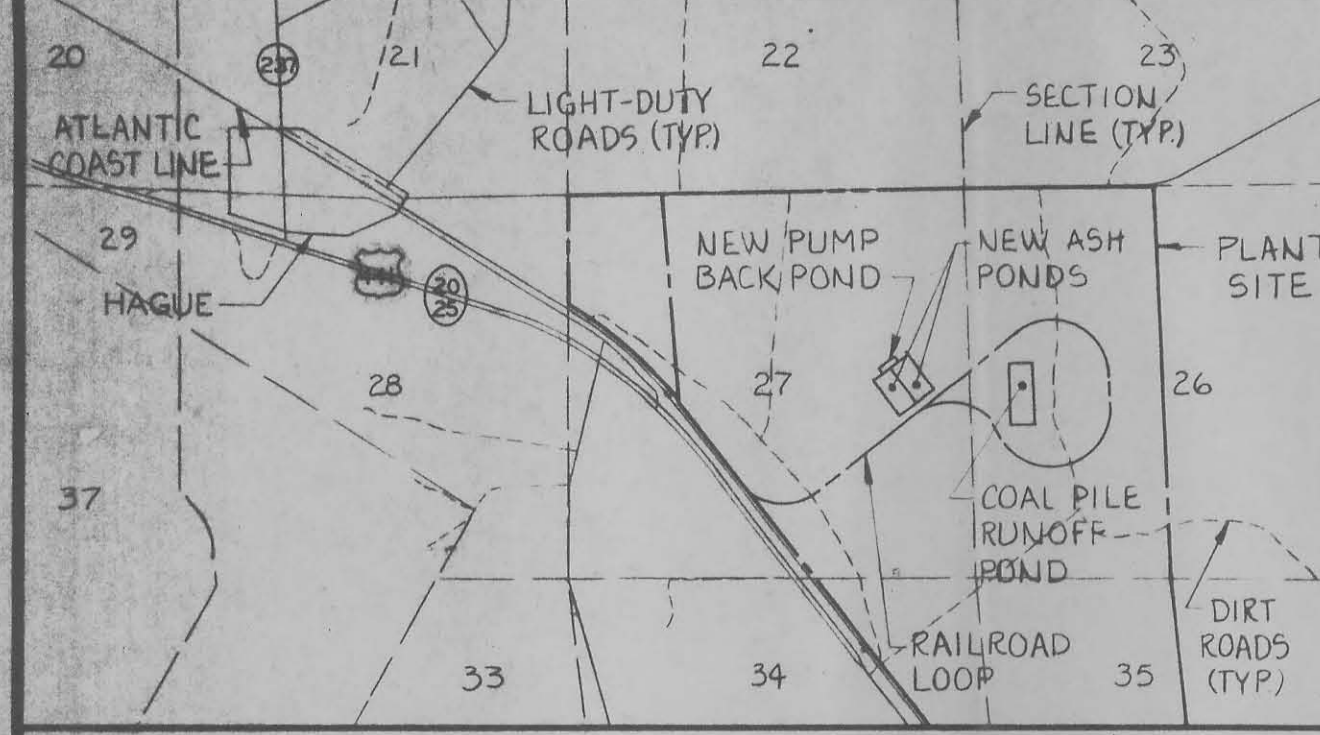 20
237
21
22
23
ATLANTIC
COAST LINE
LIGHT-DUTY
ROADS (TYP.)
SECTION
LINE (TYP.)
29
HAGUE
20
25
NEW PUMP
BACK POND
NEW ASH
PONDS
PLANT
SITE
28
27
26
37
COAL PILE
RUNOFF
POND
RAILROAD
LOOP
DIRT
ROADS
(TYP.)
33
34
35